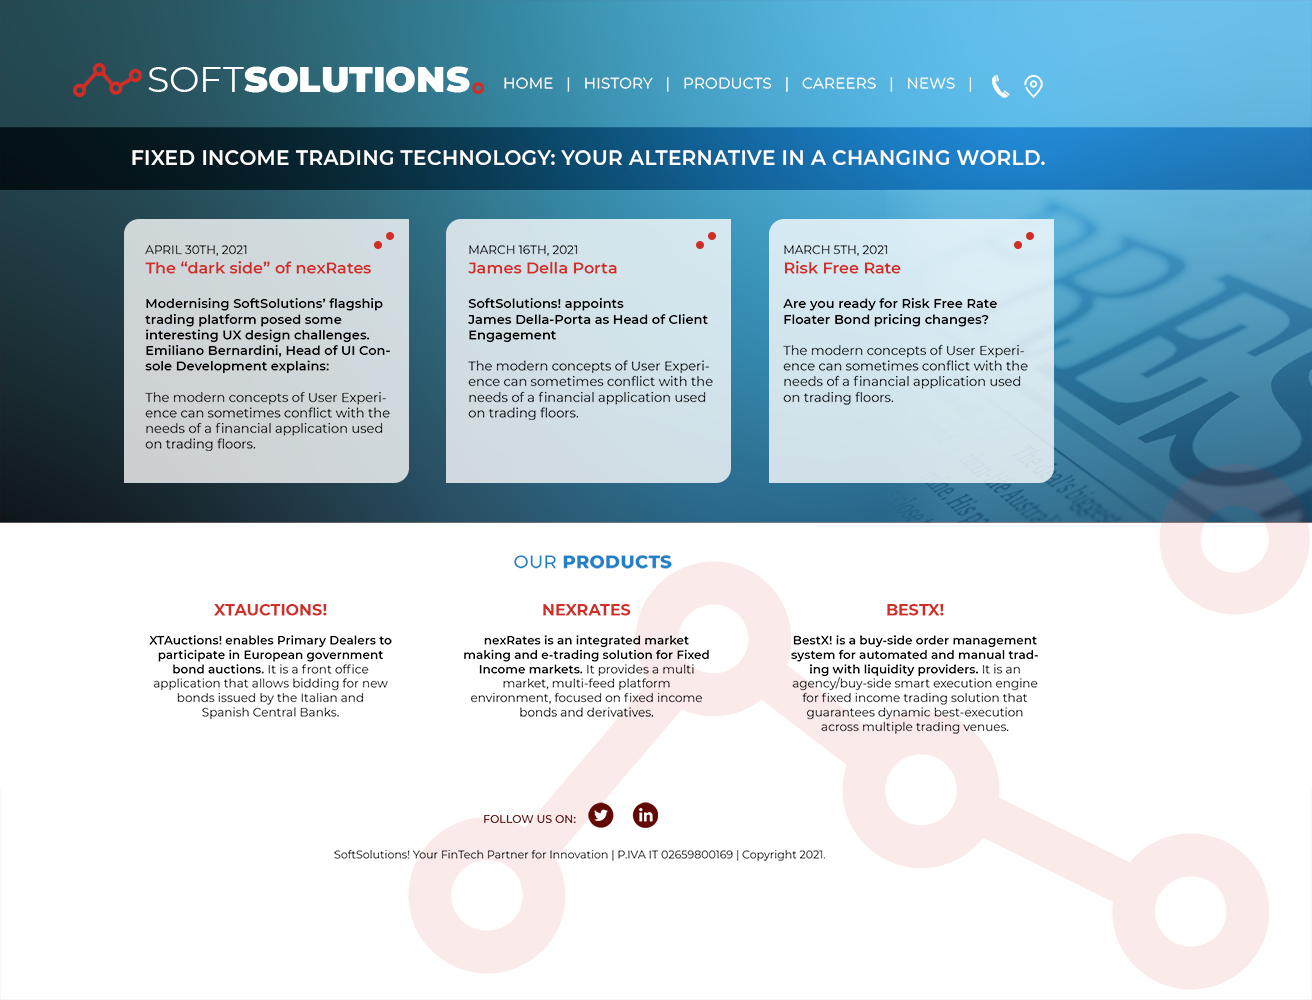 SOFTSOLUTIONS
HOME | HISTORY | PRODUCTS | CAREERS | NEWS |
FIXED INCOME TRADING TECHNOLOGY: YOUR ALTERNATIVE IN A CHANGING WORLD.
APRIL 30TH, 2021
The “dark side” of nexRates
Modernising SoftSolutions’ flagship
trading platform posed some
interesting UX design challenges.
Emiliano Bernardini, Head of UI Con-
sole Development explains:
The modern concepts of User Experi-
ence can sometimes conflict with the
needs of a financial application used
on trading floors.
MARCH 16TH, 2021
James Della Porta
SoftSolutions! appoints
James Della-Porta as Head of Client
Engagement
The modern concepts of User Experi-
ence can sometimes conflict with the
needs of a financial application used
on trading floors.
MARCH 5TH, 2021
Risk Free Rate
Are you ready for Risk Free Rate
Floater Bond pricing changes?
The modern concepts of User Experi-
ence can sometimes conflict with the
needs of a financial application used
on trading floors.
OUR PRODUCTS
XTAUCTIONS!
XTAuctions! enables Primary Dealers to
participate in European government
bond auctions. It is a front office
application that allows bidding for new
bonds issued by the Italian and
Spanish Central Banks.
NEXRATES
nexRates is an integrated market
making and e-trading solution for Fixed
Income markets. It provides a multi
market, multi-feed platform
environment, focused on fixed income
bonds and derivatives.
BESTX!
BestX! is a buy-side order management
system for automated and manual trad-
ing with liquidity providers. It is an
agency/buy-side smart execution engine
for fixed income trading solution that
guarantees dynamic best-execution
across multiple trading venues.
FOLLOW US ON:
in
SoftSolutions! Your FinTech Partner for Innovation | P.IVA IT 02659800169 | Copyright 2021.